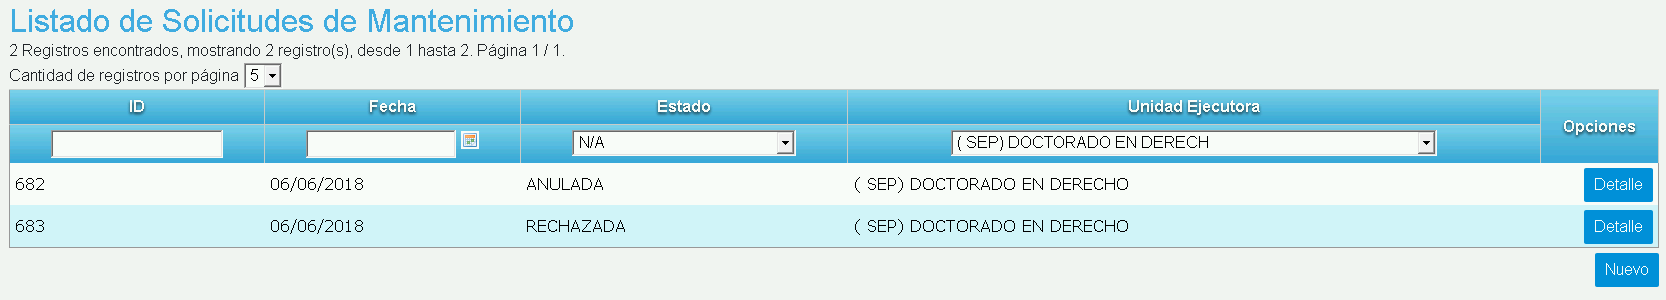 Listado de Solicitudes de Mantenimiento
2 Registros encontrados, mostrando 2 registro(s), desde 1 hasta 2. Página 1 / 1.
Cantidad de registros por página 5
ID Fecha Estado Unidad Ejecutora Opciones
N/A ( SEP) DOCTORADO EN DERECH
682 06/06/2018 ANULADA ( SEP) DOCTORADO EN DERECHO Detalle
683 06/06/2018 RECHAZADA ( SEP) DOCTORADO EN DERECHO Detalle
Nuevo